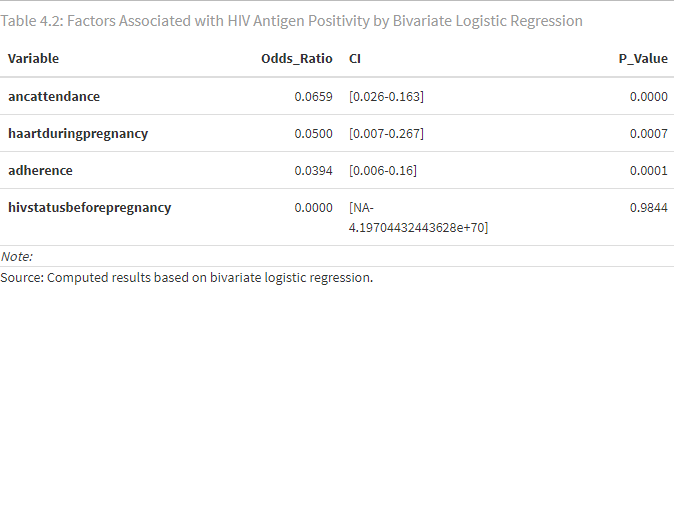 Table 4.2: Factors Associated with HIV Antigen Positivity by Bivariate Logistic Regression
Variable Odds_Ratio CI P_Value
ancattendance 0.0659 [0.026-0.163] 0.0000
haartduringpregnancy 0.0500 [0.007-0.267] 0.0007
adherence 0.0394 [0.006-0.16] 0.0001
hivstatusbeforepregnancy 0.0000 [NA- 0.9844
4.19704432443628e+70]
Note:
Source: Computed results based on bivariate logistic regression.